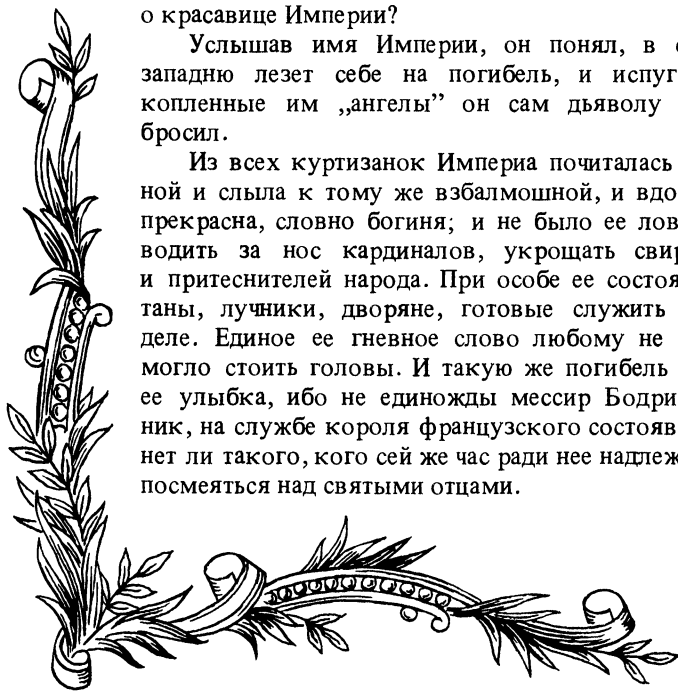 о красавице Империи?
Услышав имя Империи, он понял, в
западню лезет себе на погибель, и испуг
копленные им „ангелы” он сам дьяволу
бросил.
Из всех куртизанок Империа почиталась
ной и слыла к тому же взбалмошной, и вдо
прекрасна, словно богиня; и не было ее лов
водить за нос кардиналов, укрощать свир
и притеснителей народа. При особе ее состоя
таны, лучники, дворяне, готовые служить
деле. Единое ее гневное слово любому не
могло стоить головы. И такую же погибель
ее улыбка, ибо не единожды мессир Бодри
ник, на службе короля французского состояв
нет ли такого, кого сей же час ради нее надлеж
посмеяться над святыми отцами.